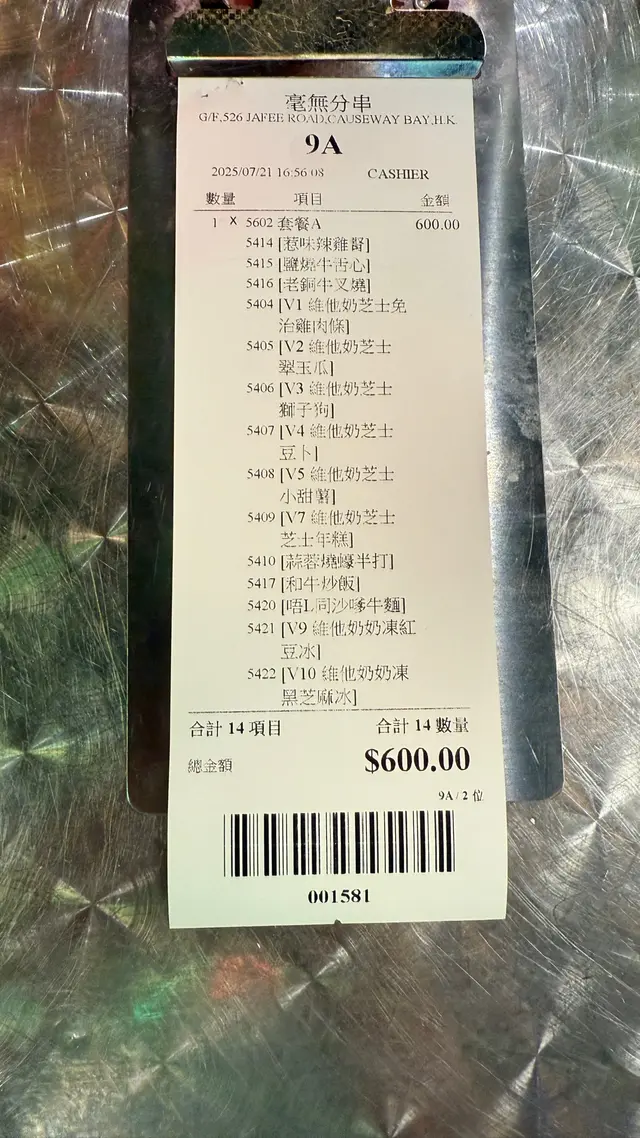 毫無分串
G/F,526 JAFEE ROAD,CAUSEWAY BAY,H.K.
9A
2025/07/21 16:56:08 CASHIER
數量 項目 金額
1 X 5602 套餐A 600.00
5414 [惹味辣雞腎]
5415 [鹽燒牛舌心]
5416 [老銅牛叉燒]
5404 [V1 維他奶芝士免
治雞肉條]
5405 [V2 維他奶芝士
翠玉瓜]
5406 [V3 維他奶芝士
獅子狗]
5407 [V4 維他奶芝士
豆卜]
5408 [V5 維他奶芝士
小甜薯]
5409 [V7 維他奶芝士
芝士年糕]
5410 [蒜蓉燒蠔半打]
5417 [和牛炒飯]
5420 [唔L同沙嗲牛麵]
5421 [V9 維他奶奶凍紅
豆冰]
5422 [V10 維他奶奶凍
黑芝麻冰]
合計 14 項目 合計 14 數量
總金額 $600.00
9A / 2 位
001581